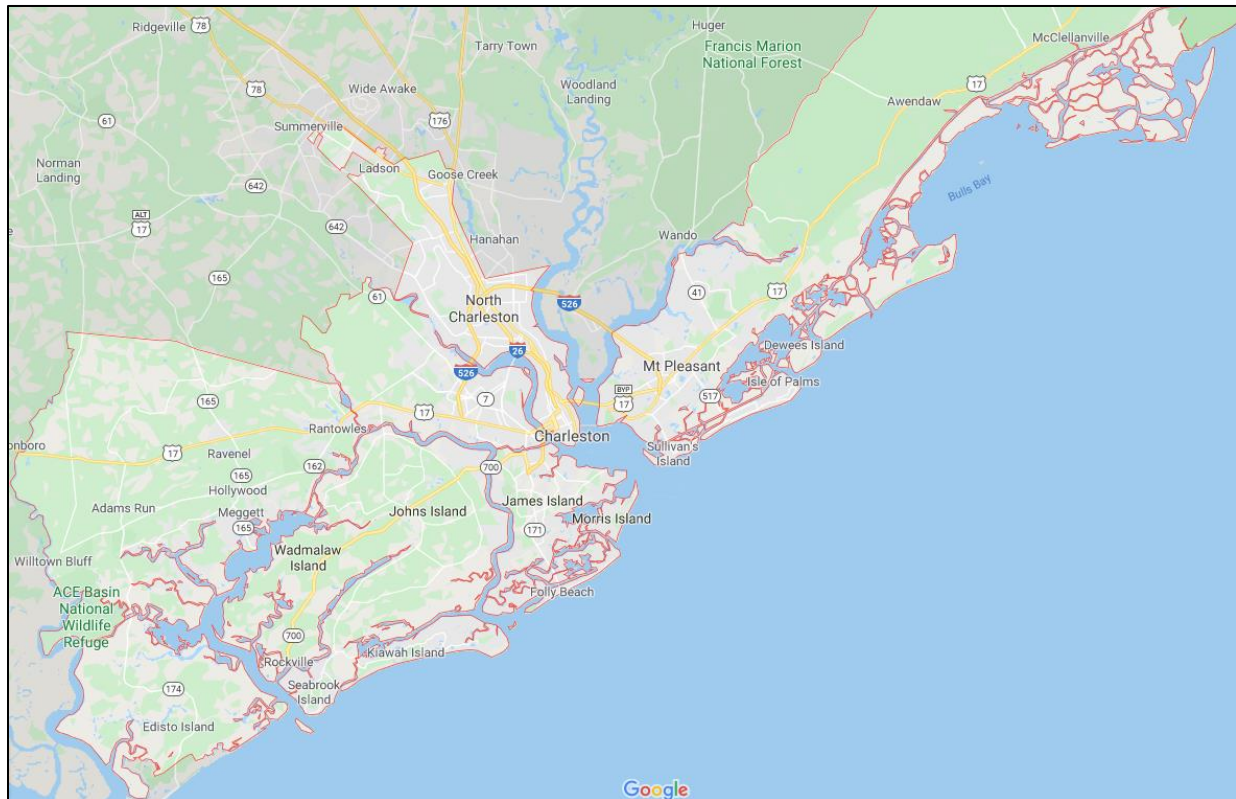 Ridgeville
78
Tarry Town
Huger
Francis Marion
National Forest
McClellanville
17
Woodland
Landing
Awendaw
78
Wide Awake
61
176
Summerville
Norman
Landing
Ladson
Goose Creek
642
Bulls Bay
ALT
17
642
Hanahan
Wando
165
61
41
17
North
Charleston
526
26
526
Mt Pleasant
Dewees Island
Isle of Palms
BYP
17
517
7
165
17
Rantowles
Charleston
onboro
17
Ravenel
162
700
Sullivan's
Island
165
Hollywood
Adams Run
Meggett
165
Johns Island
James Island
171
Morris Island
Willtown Bluff
Wadmalaw
Island
ACE Basin
National
Wildlife
Refuge
Folly Beach
700
Rockville
Kiawah Island
Seabrook
Island
174
Edisto Island
Google